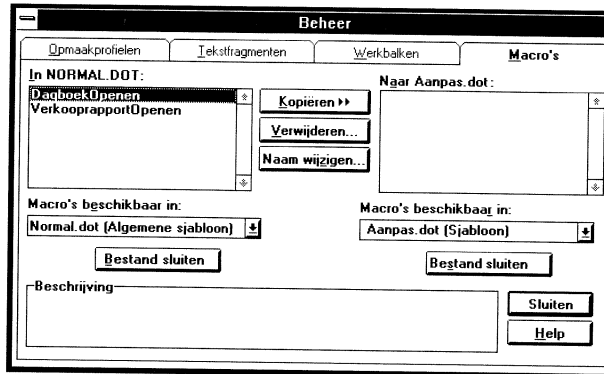 Beheer
Opmaakprofielen
Tekstfragmenten
Werkbalken
Macro's
In NORMAL.DOT:
DagboekOpenen
VerkooprapportOpenen
Kopiëren
Verwijderen...
Naam wijzigen...
Naar Aanpas.dot:
Macro's beschikbaar in:
Normal.dot (Algemene sjabloon)
Bestand sluiten
Macro's beschikbaar in:
Aanpas.dot (Sjabloon)
Bestand sluiten
Beschrijving
Sluiten
Help